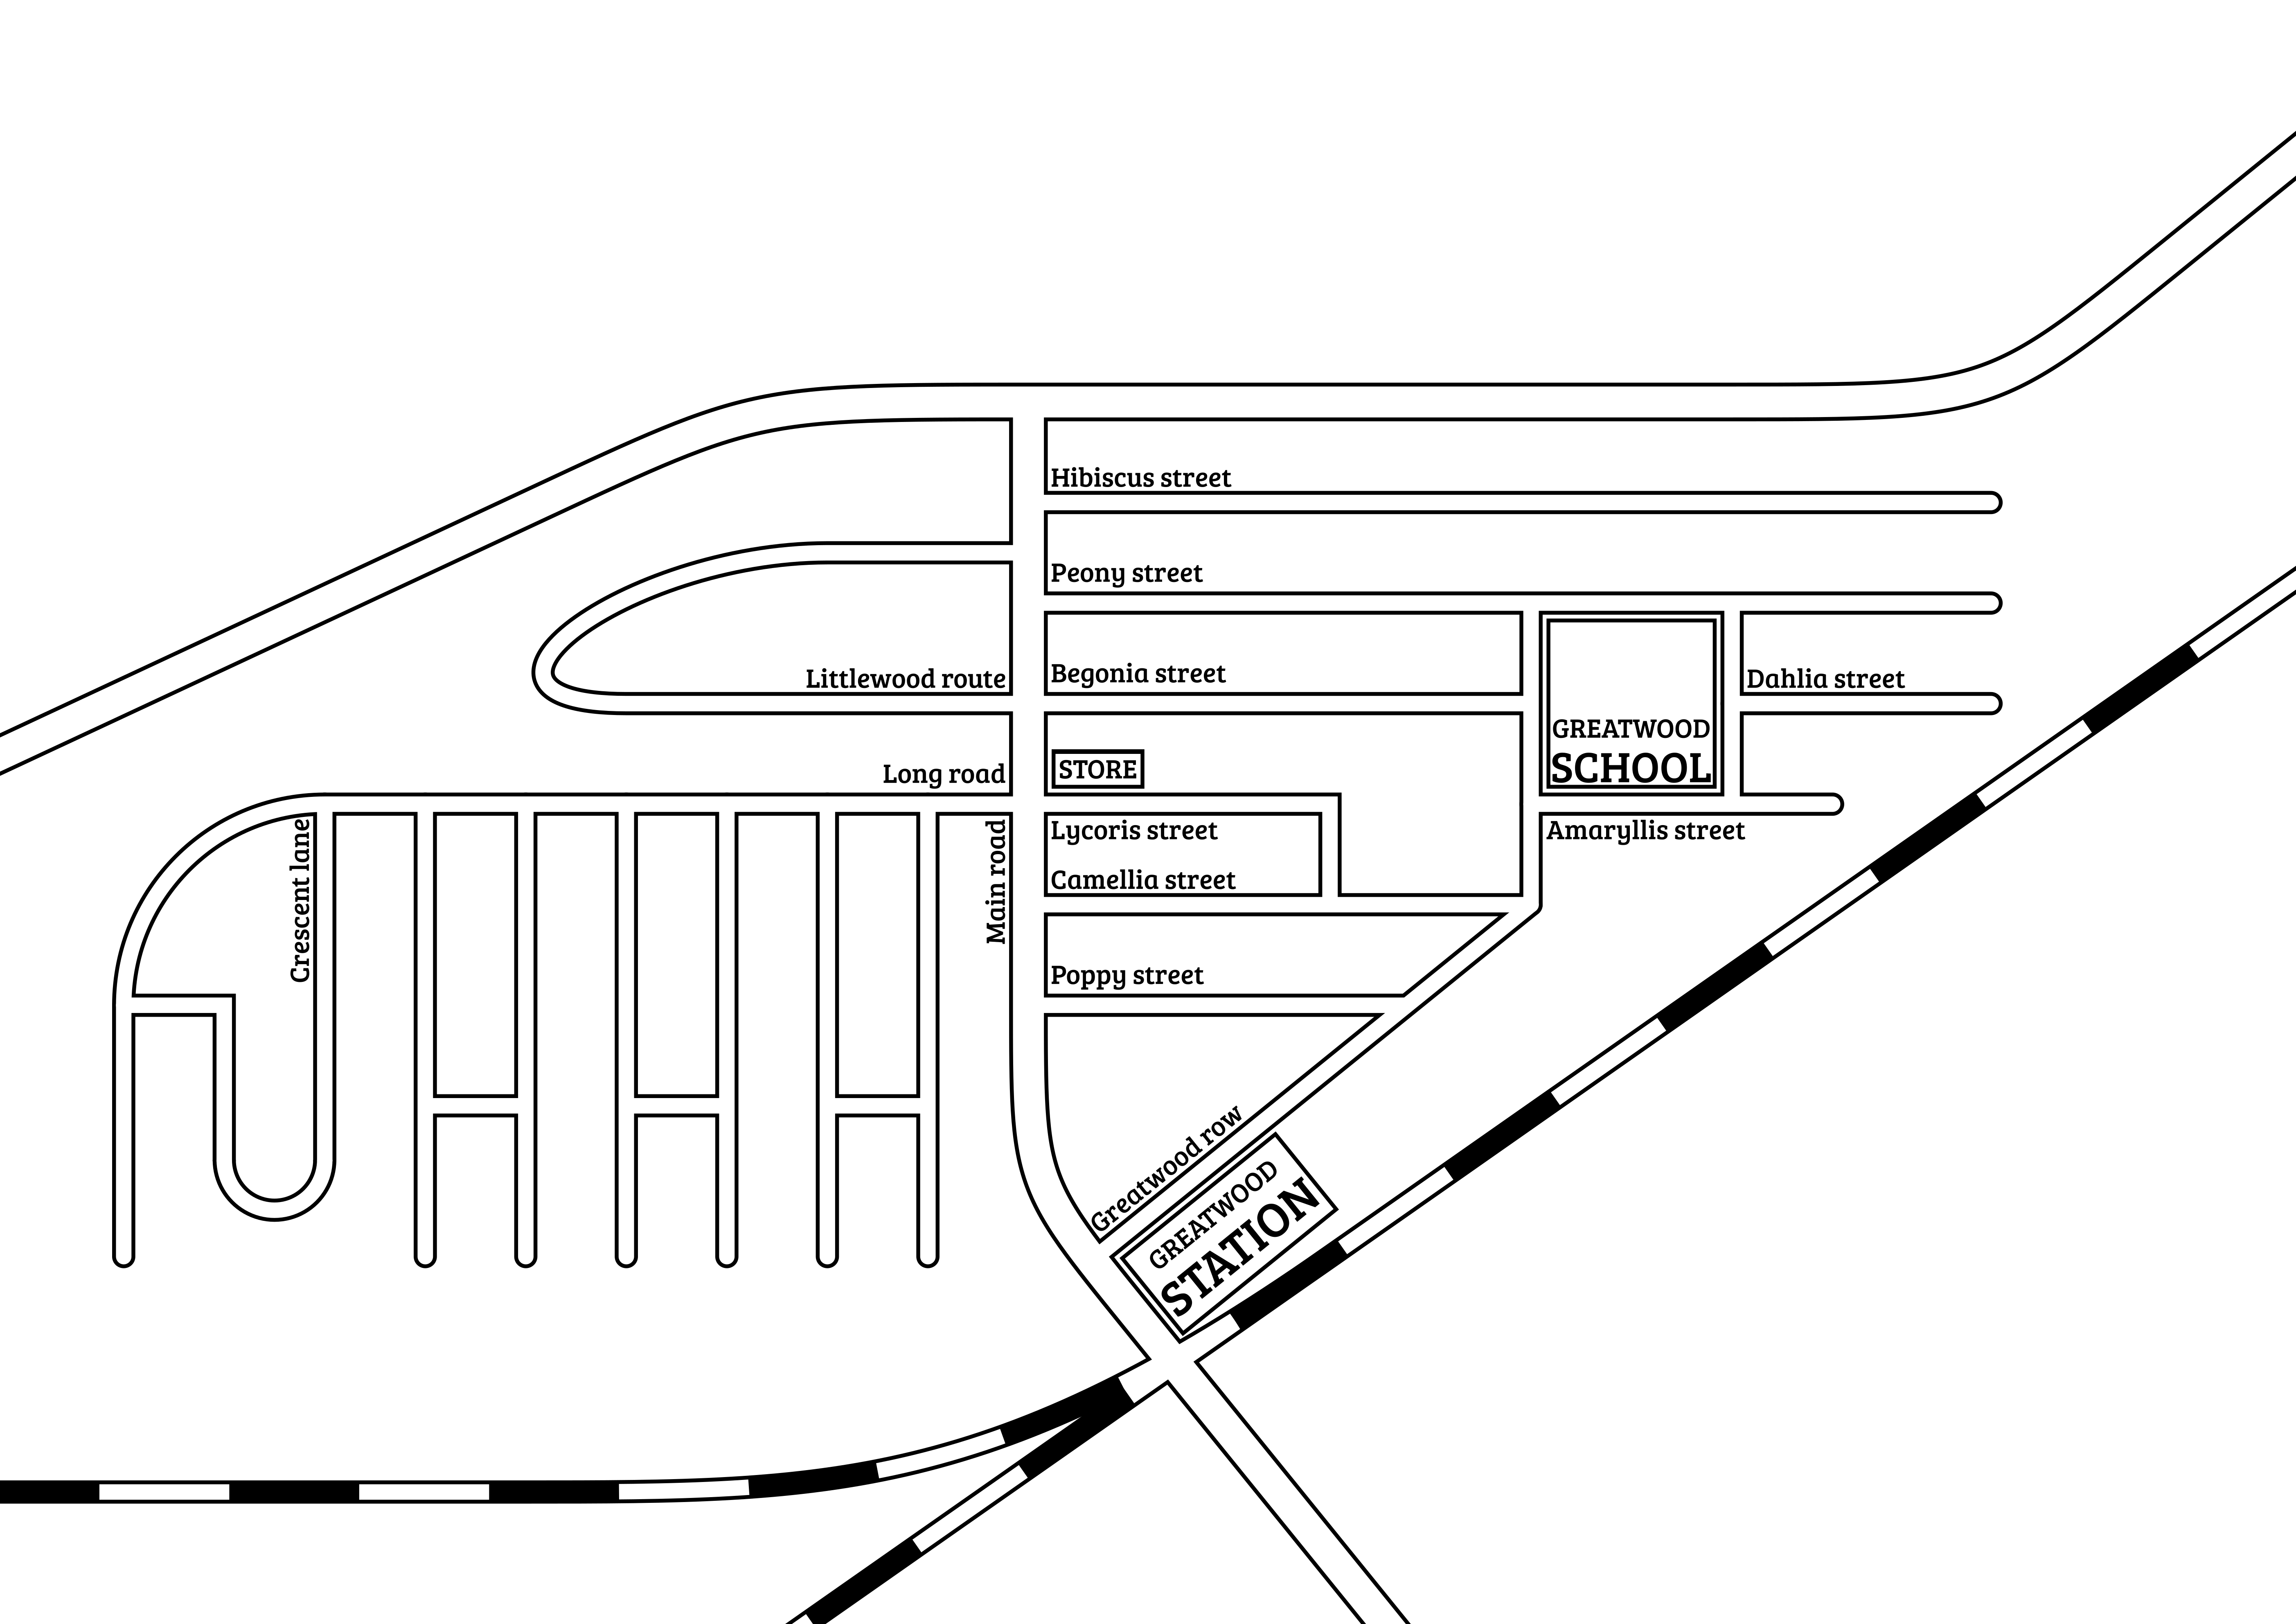 Hibiscus street
Peony street
Begonia street
Littlewood route
Dahlia street
GREATWOOD
SCHOOL
STORE
Long road
Lycoris street
Amaryllis street
Crescent lane
Main road
Camellia street
Poppy street
Greatwood row
GREATWOOD
STATION